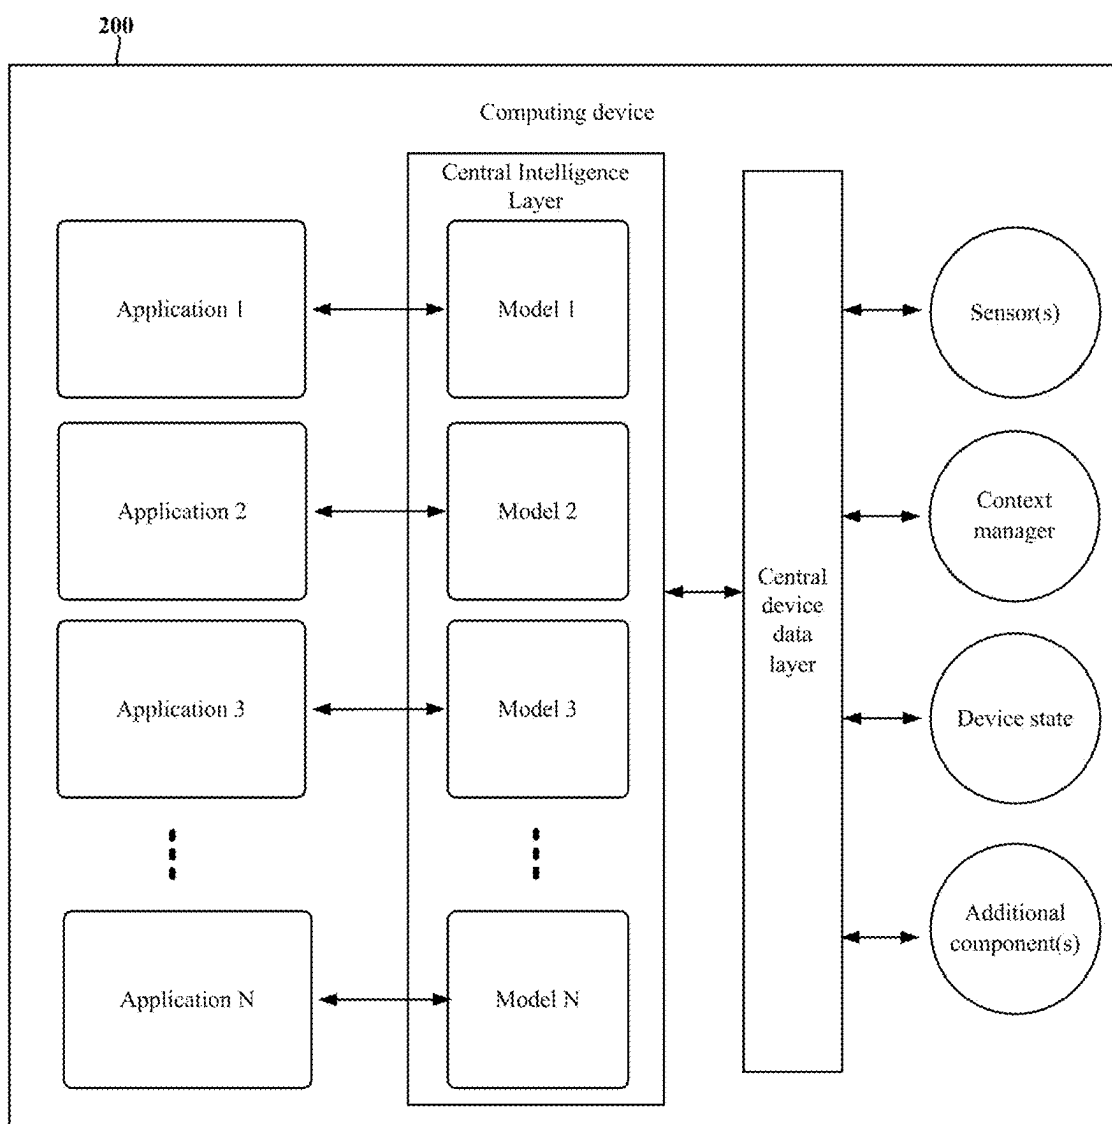 200
Computing device
Central Intelligence
Layer
Application 1
Model 1
Sensor(s)
Application 2
Model 2
Context
manager
Central
device
data
layer
Application 3
Model 3
Device state
Additional
component(s)
Application N
Model N